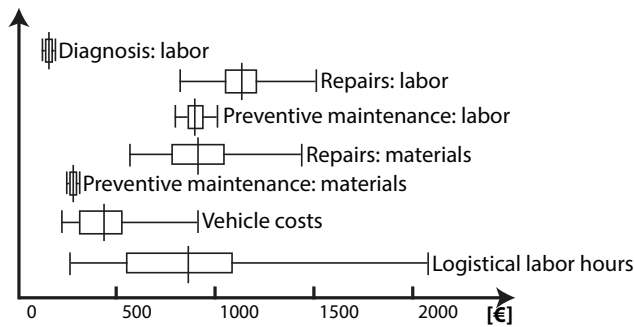 Diagnosis: labor
Repairs: labor
Preventive maintenance: labor
Repairs: materials
Preventive maintenance: materials
Vehicle costs
Logistical labor hours
0 500 1000 1500 2000 [€]